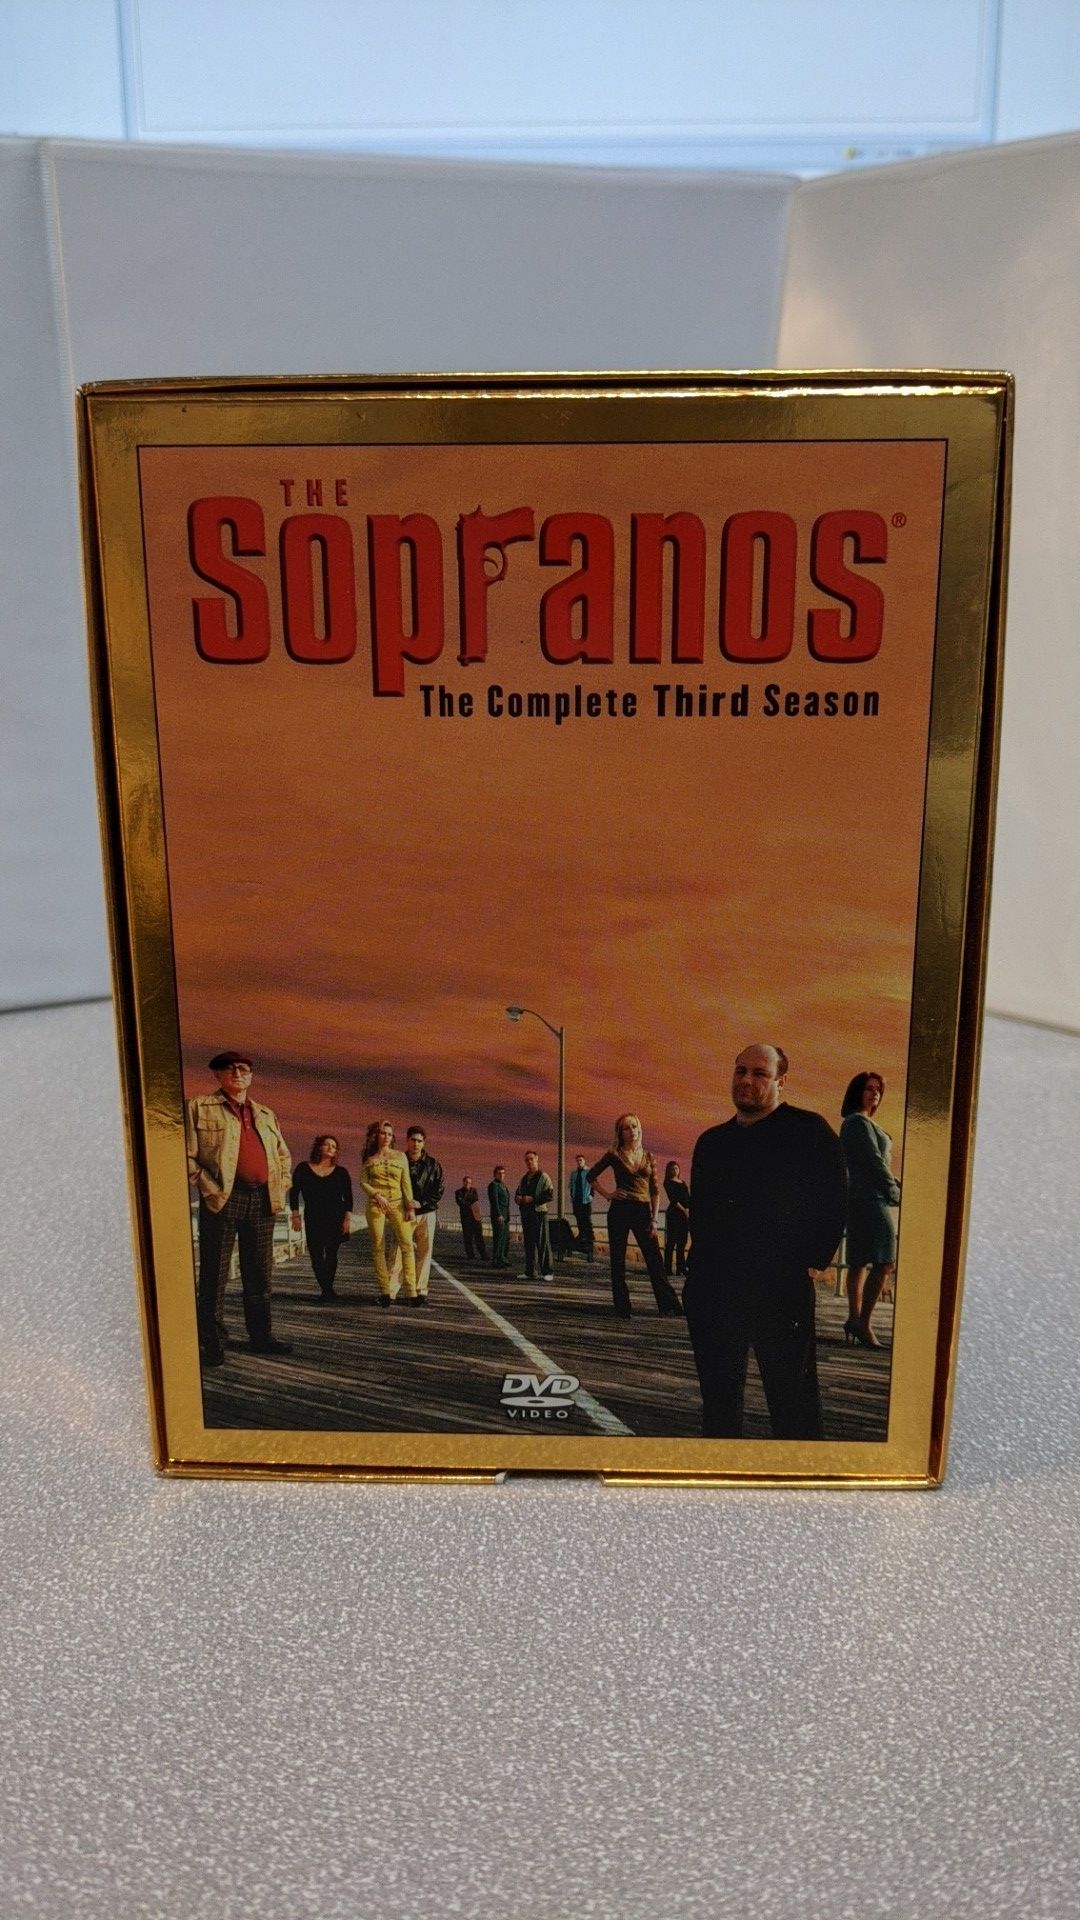 THE
Sopranos®
The Complete Third Season
DVD
VIDEO